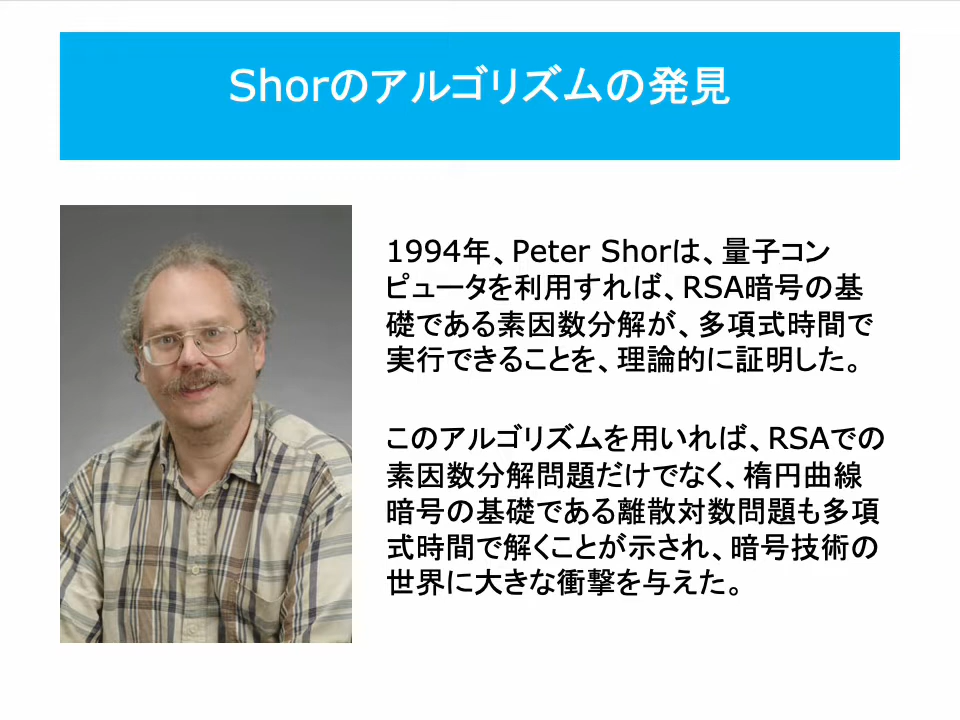 Shorのアルゴリズムの発見
1994年、Peter Shorは、量子コン
ピュータを利用すれば、RSA暗号の基
礎である素因数分解が、多項式時間で
実行できることを、理論的に証明した。
このアルゴリズムを用いれば、RSAでの
素因数分解問題だけでなく、楕円曲線
暗号の基礎である離散対数問題も多項
式時間で解くことが示され、暗号技術の
世界に大きな衝撃を与えた。